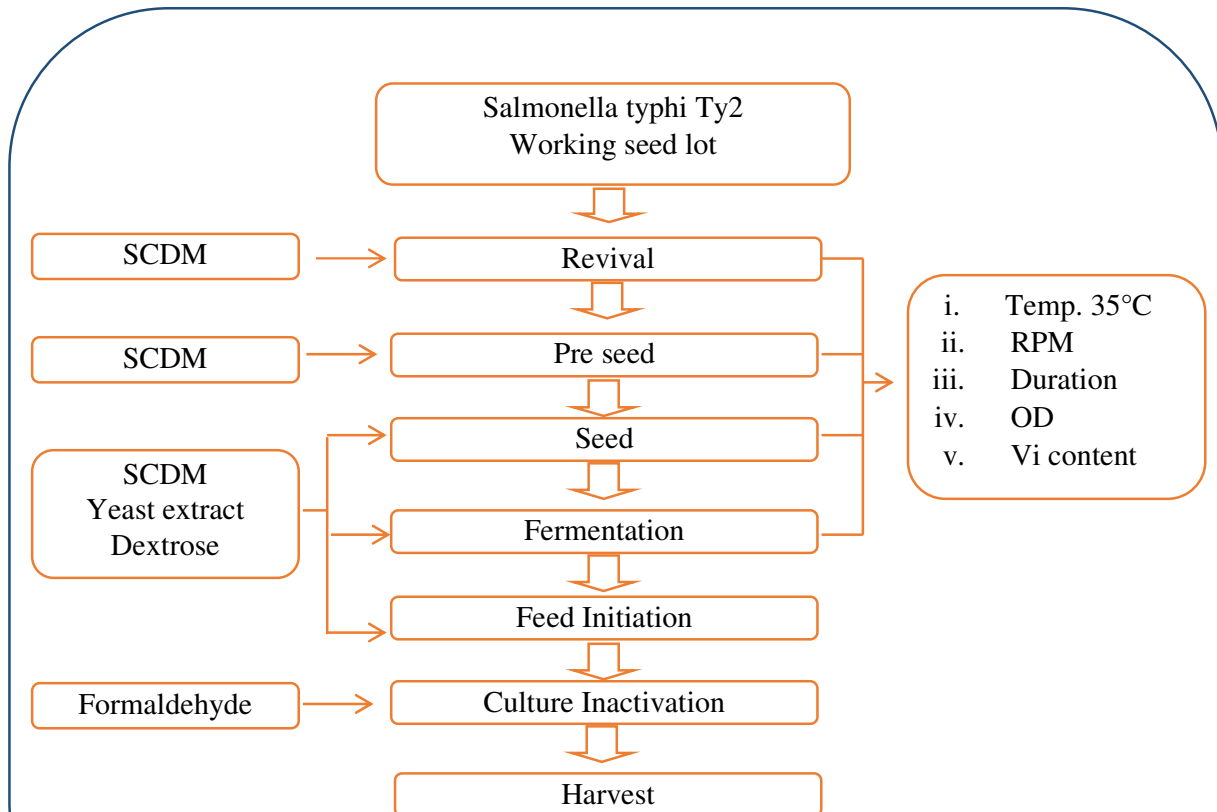 Salmonella typhi Ty2
Working seed lot
SCDM
Revival
SCDM
Pre seed
SCDM
Yeast extract
Dextrose
Seed
Fermentation
Feed Initiation
Formaldehyde
Culture Inactivation
Harvest
i. Temp. 35°C
ii. RPM
iii. Duration
iv. OD
v. Vi content